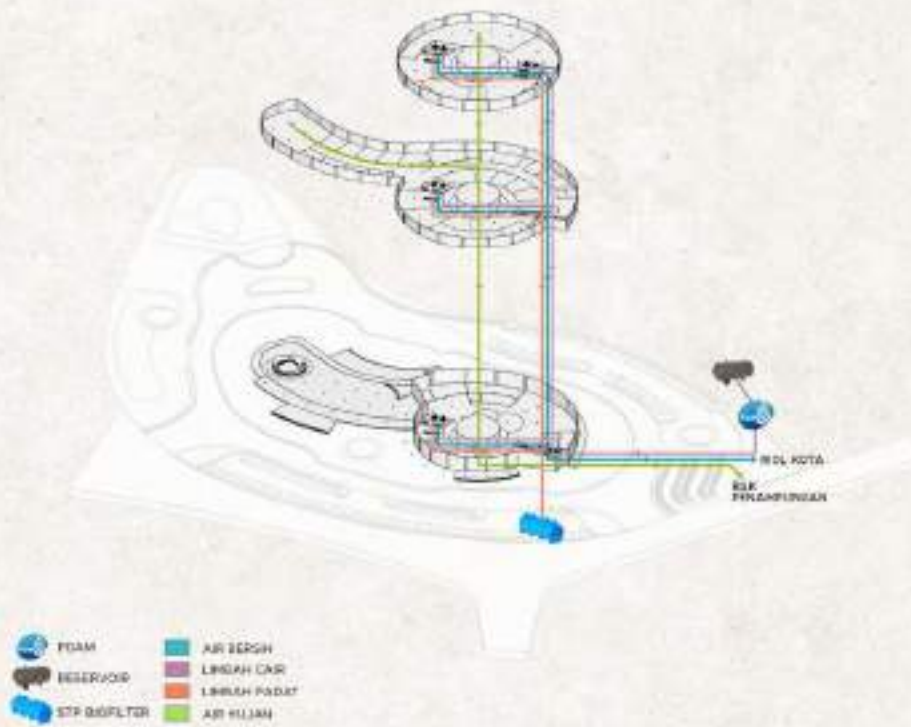 RIOL KOTA
BAK
PENAMPUNGAN
PDAM
RESERVOIR
STP BIOFILTER
AIR BERSIH
LIMBAH CAIR
LIMBAH PADAT
AIR HUJAN